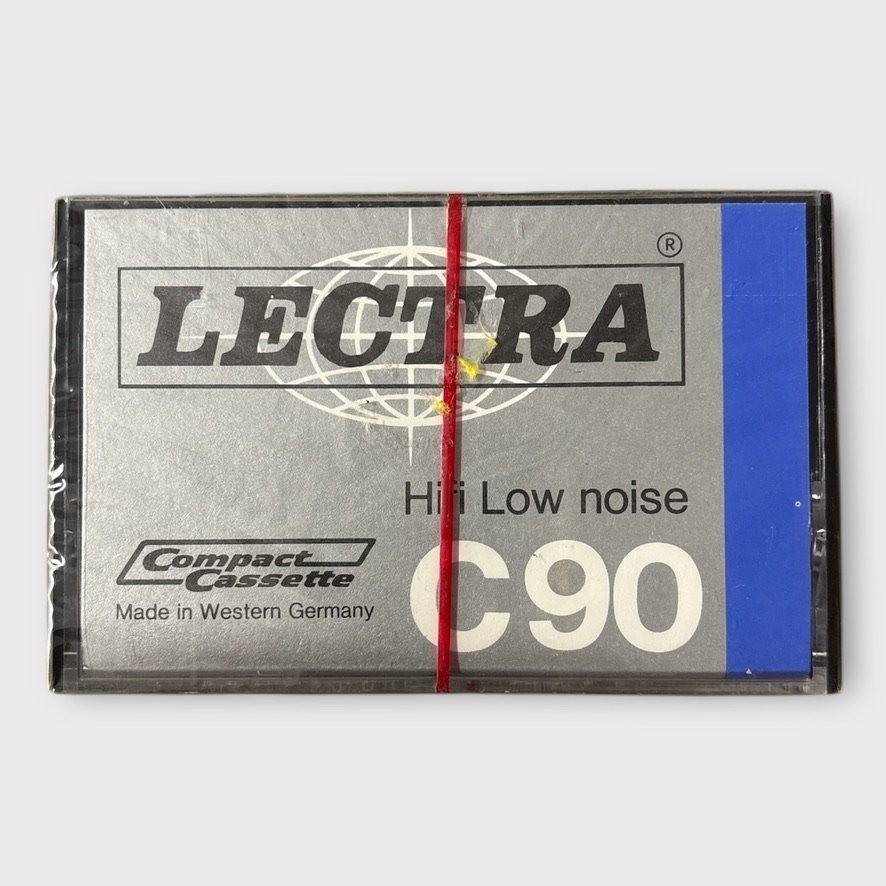 ®
LECTRA
Hifi Low noise
Compact
Cassette
C90
Made in Western Germany